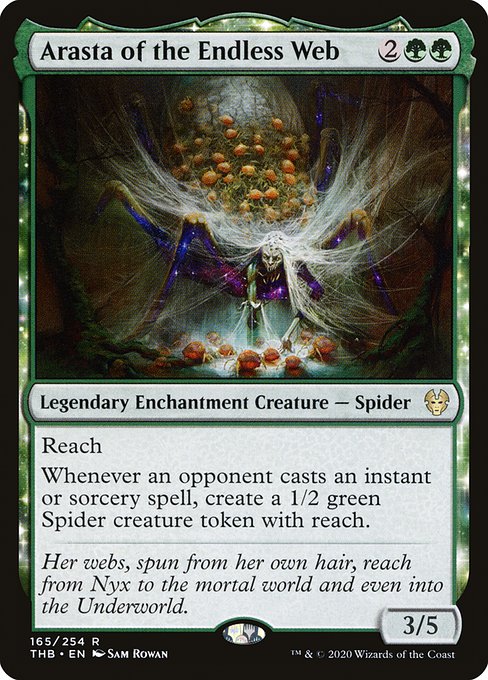 Arasta of the Endless Web 2
Legendary Enchantment Creature — Spider
Reach
Whenever an opponent casts an instant
or sorcery spell, create a 1/2 green
Spider creature token with reach.
Her webs, spun from her own hair, reach
from Nyx to the mortal world and even into
the Underworld.
3/5
165/254 R
THB • EN Sam Rowan
™ & © 2020 Wizards of the Coast